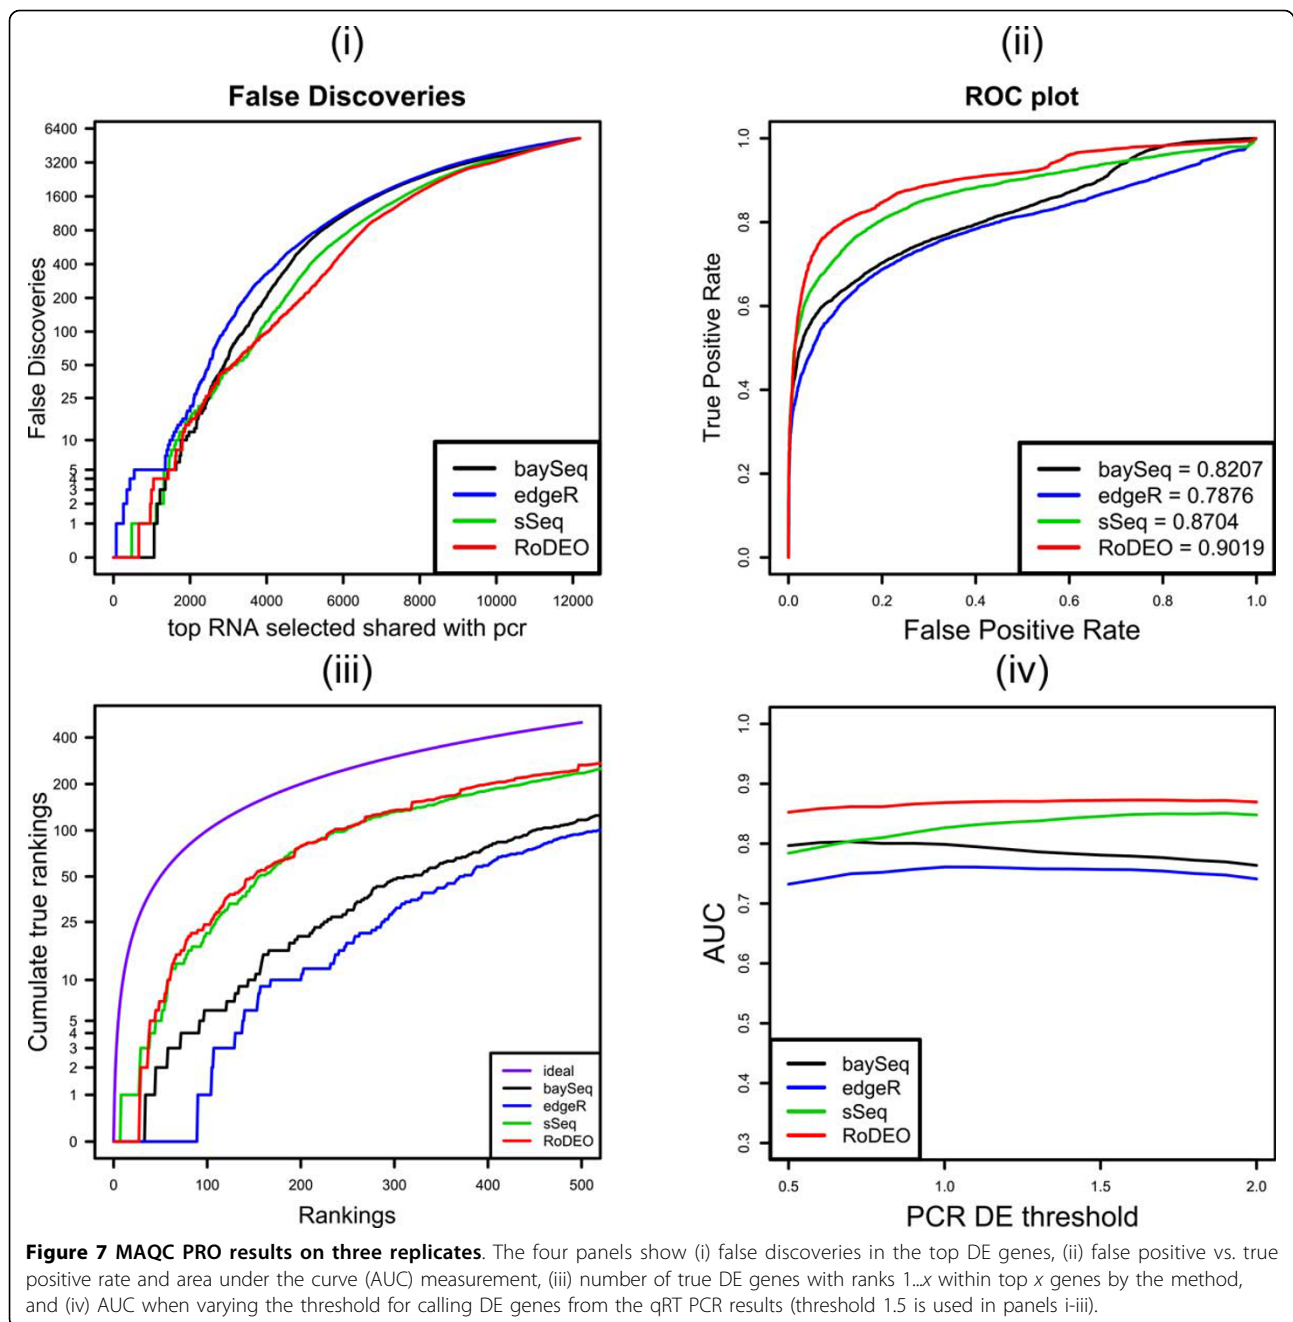 (i)
False Discoveries
6400
3200
1600
800
400
200
100
50
25
10
5
4
3
2
1
0
False Discoveries
0 2000 4000 6000 8000 10000 12000
top RNA selected shared with pcr
baySeq
edgeR
sSeq
RoDEO
(ii)
ROC plot
1.0
0.8
0.6
0.4
0.2
0.0
True Positive Rate
0.0 0.2 0.4 0.6 0.8 1.0
False Positive Rate
baySeq = 0.8207
edgeR = 0.7876
sSeq = 0.8704
RoDEO = 0.9019
(iii)
400
200
100
50
25
10
5
4
3
2
1
0
Cumulate true rankings
0 100 200 300 400 500
Rankings
ideal
baySeq
edgeR
sSeq
RoDEO
(iv)
1.0
0.9
0.8
0.7
0.6
0.5
0.4
0.3
AUC
0.5 1.0 1.5 2.0
PCR DE threshold
baySeq
edgeR
sSeq
RoDEO
Figure 7 MAQC PRO results on three replicates. The four panels show (i) false discoveries in the top DE genes, (ii) false positive vs. true
positive rate and area under the curve (AUC) measurement, (iii) number of true DE genes with ranks 1...x within top x genes by the method,
and (iv) AUC when varying the threshold for calling DE genes from the qRT PCR results (threshold 1.5 is used in panels i-iii).